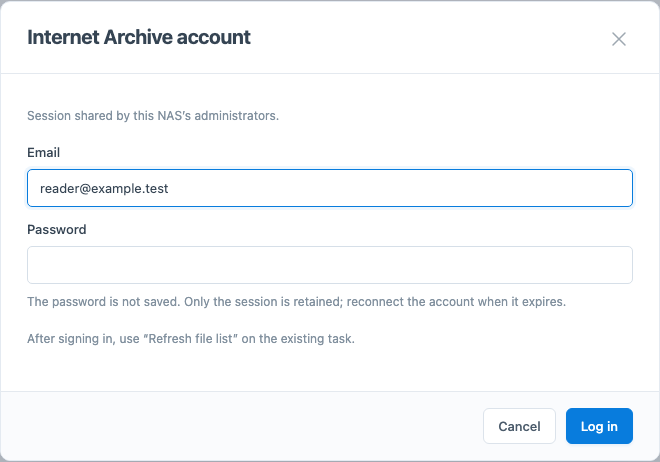 Internet Archive account
Session shared by this NAS's administrators.
Email
reader@example.test
Password
The password is not saved. Only the session is retained; reconnect the account when it expires.
After signing in, use “Refresh file list” on the existing task.
Cancel
Log in